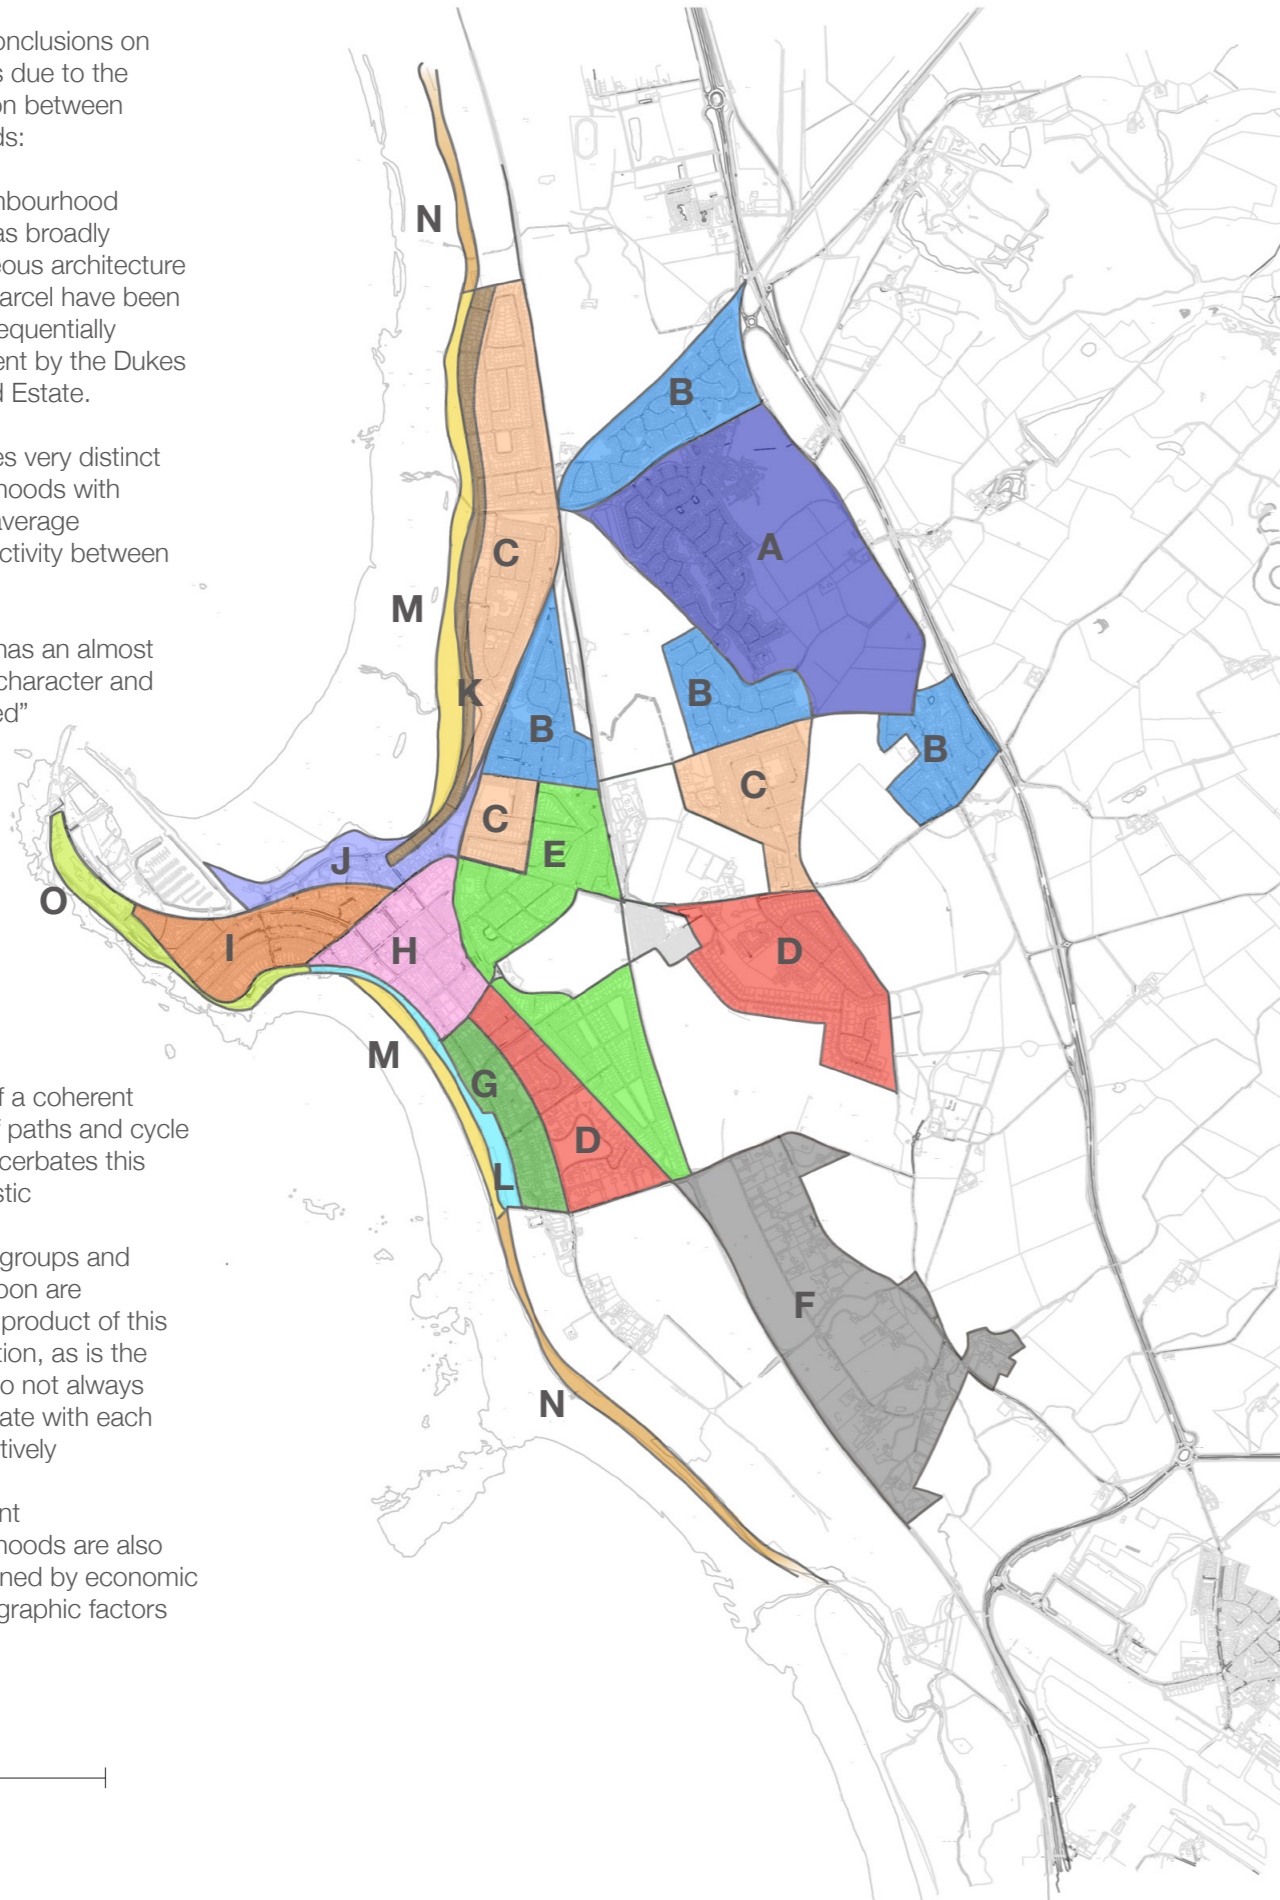 onclusions on
s due to the
on between
ds:
nbourhood
as broadly
eous architecture
arcel have been
equentially
ent by the Dukes
d Estate.
es very distinct
noods with
average
ctivity between
has an almost
character and
ed”
f a coherent
f paths and cycle
cerbates this
stic
groups and
oon are
product of this
tion, as is the
o not always
ate with each
tively
nt
noods are also
ned by economic
graphic factors
N
B
A
C
M
K
B
B
B
C
C
J
E
O
I
H
D
M
G
D
L
F
N